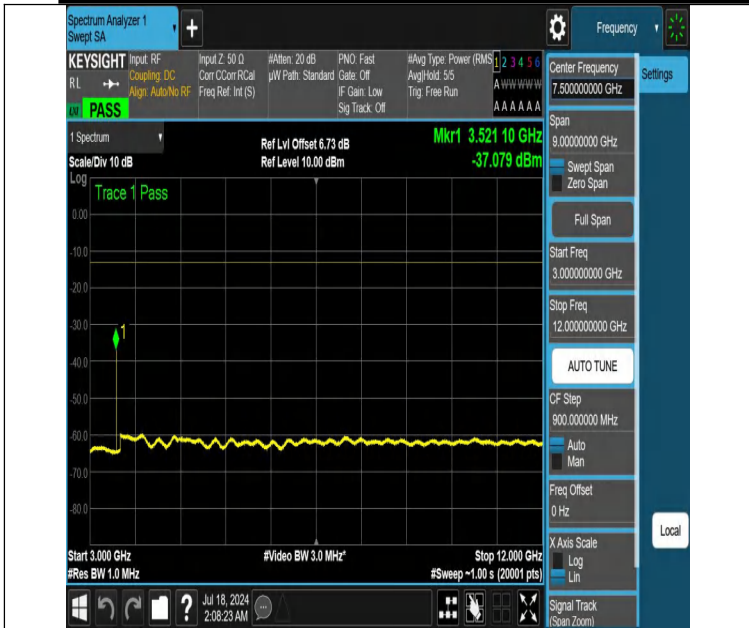 Spectrum Analyzer 1
Swept SA
Frequency
KEYSIGHT
RL
LXI
PASS
Input: RF
Coupling: DC
Align: Auto/No RF
Input Z: 50 Ω
Corr CCorr RCal
Freq Ref: Int (S)
#Atten: 20 dB
µW Path: Standard
PNO: Fast
Gate: Off
IF Gain: Low
Sig Track: Off
#Avg Type: Power (RMS
Avg|Hold: 5/5
Trig: Free Run
1 2 3 4 5 6
A W W W W W
A A A A A A
1 Spectrum
Scale/Div 10 dB
Ref Lvl Offset 6.73 dB
Ref Level 10.00 dBm
Mkr1 3.521 10 GHz
-37.079 dBm
Log
Trace 1 Pass
0.00
-10.0
-20.0
-30.0
-40.0
-50.0
-60.0
-70.0
-80.0
1
Start 3.000 GHz
#Res BW 1.0 MHz
#Video BW 3.0 MHz*
Stop 12.000 GHz
#Sweep ~1.00 s (20001 pts)
Center Frequency
7.500000000 GHz
Settings
Span
9.00000000 GHz
Swept Span
Zero Span
Full Span
Start Freq
3.000000000 GHz
Stop Freq
12.000000000 GHz
AUTO TUNE
CF Step
900.000000 MHz
Auto
Man
Freq Offset
0 Hz
X Axis Scale
Log
Lin
Signal Track
(Span Zoom)
Local
?
Jul 18, 2024
2:08:23 AM